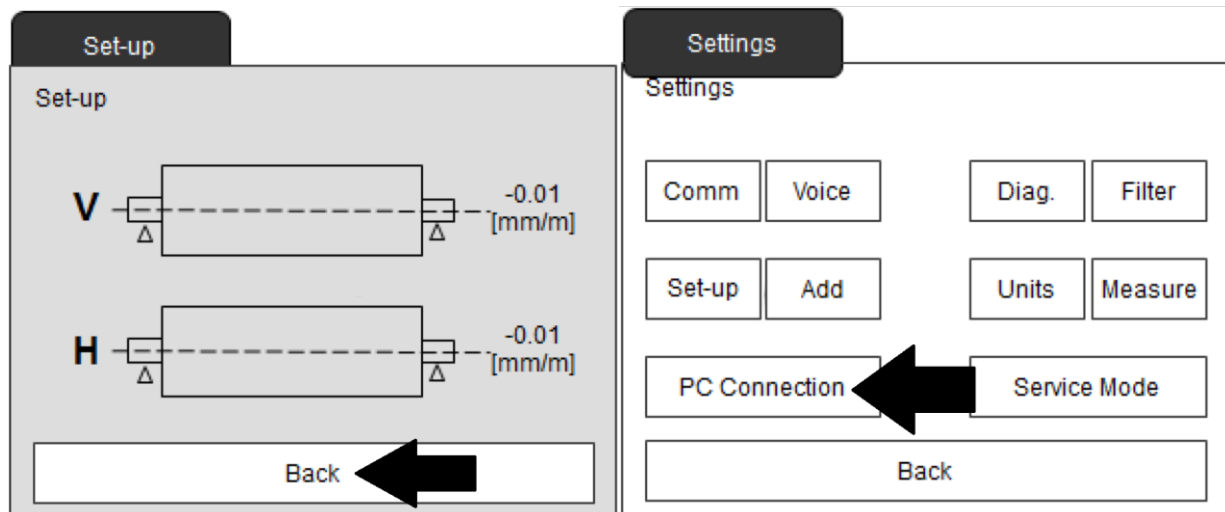 Set-up
Set-up
V
-0.01
[mm/m]
H
-0.01
[mm/m]
Back
Settings
Settings
Comm Voice Diag. Filter
Set-up Add Units Measure
PC Connection Service Mode
Back